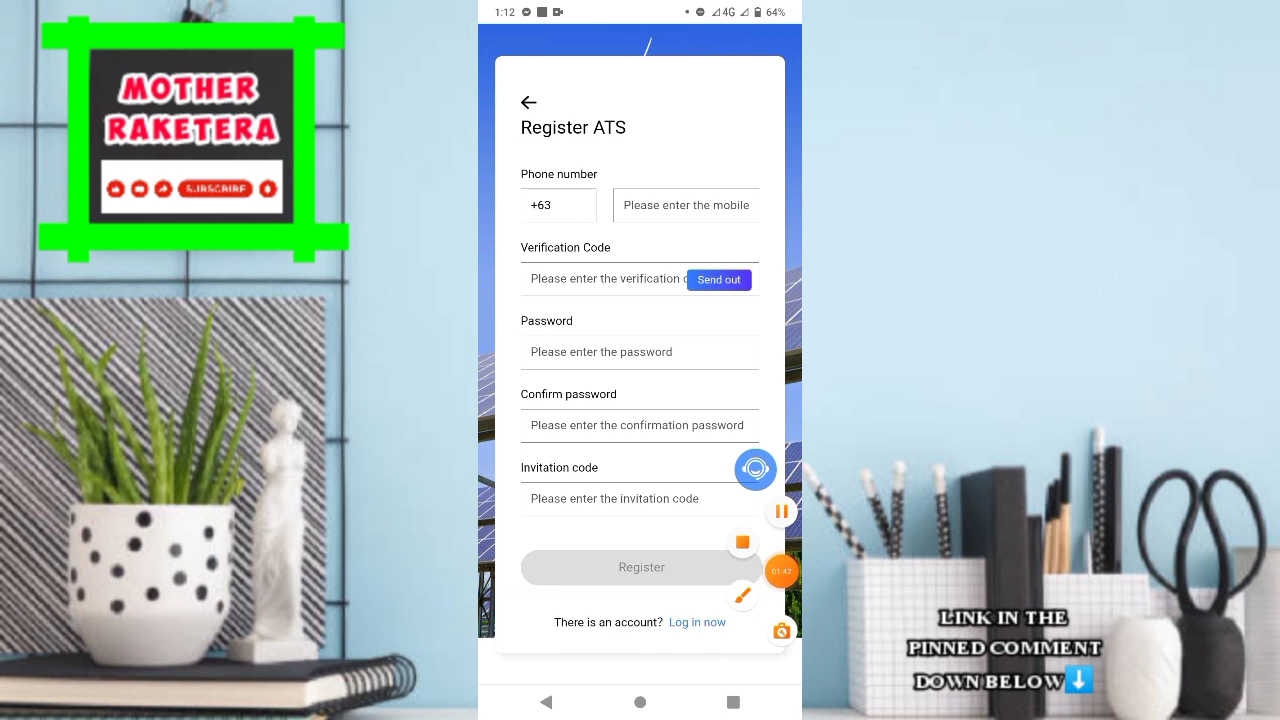 MOTHER
RAKETERA
SUBSCRIBE
1:12
4G
64%
Register ATS
Phone number
+63
Please enter the mobile
Verification Code
Please enter the verification c
Send out
Password
Please enter the password
Confirm password
Please enter the confirmation password
Invitation code
Please enter the invitation code
Register
01:42
There is an account? Log in now
LINK IN THE
PINNED COMMENT
DOWN BELOW